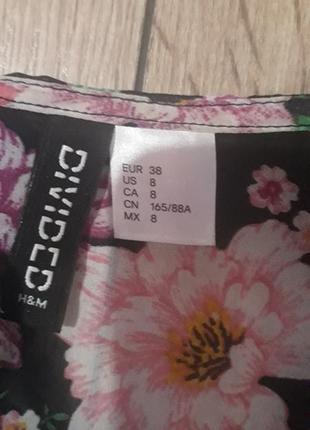 DIVIDED
H&M
EUR 38
US 8
CA 8
CN 165/88A
MX 8